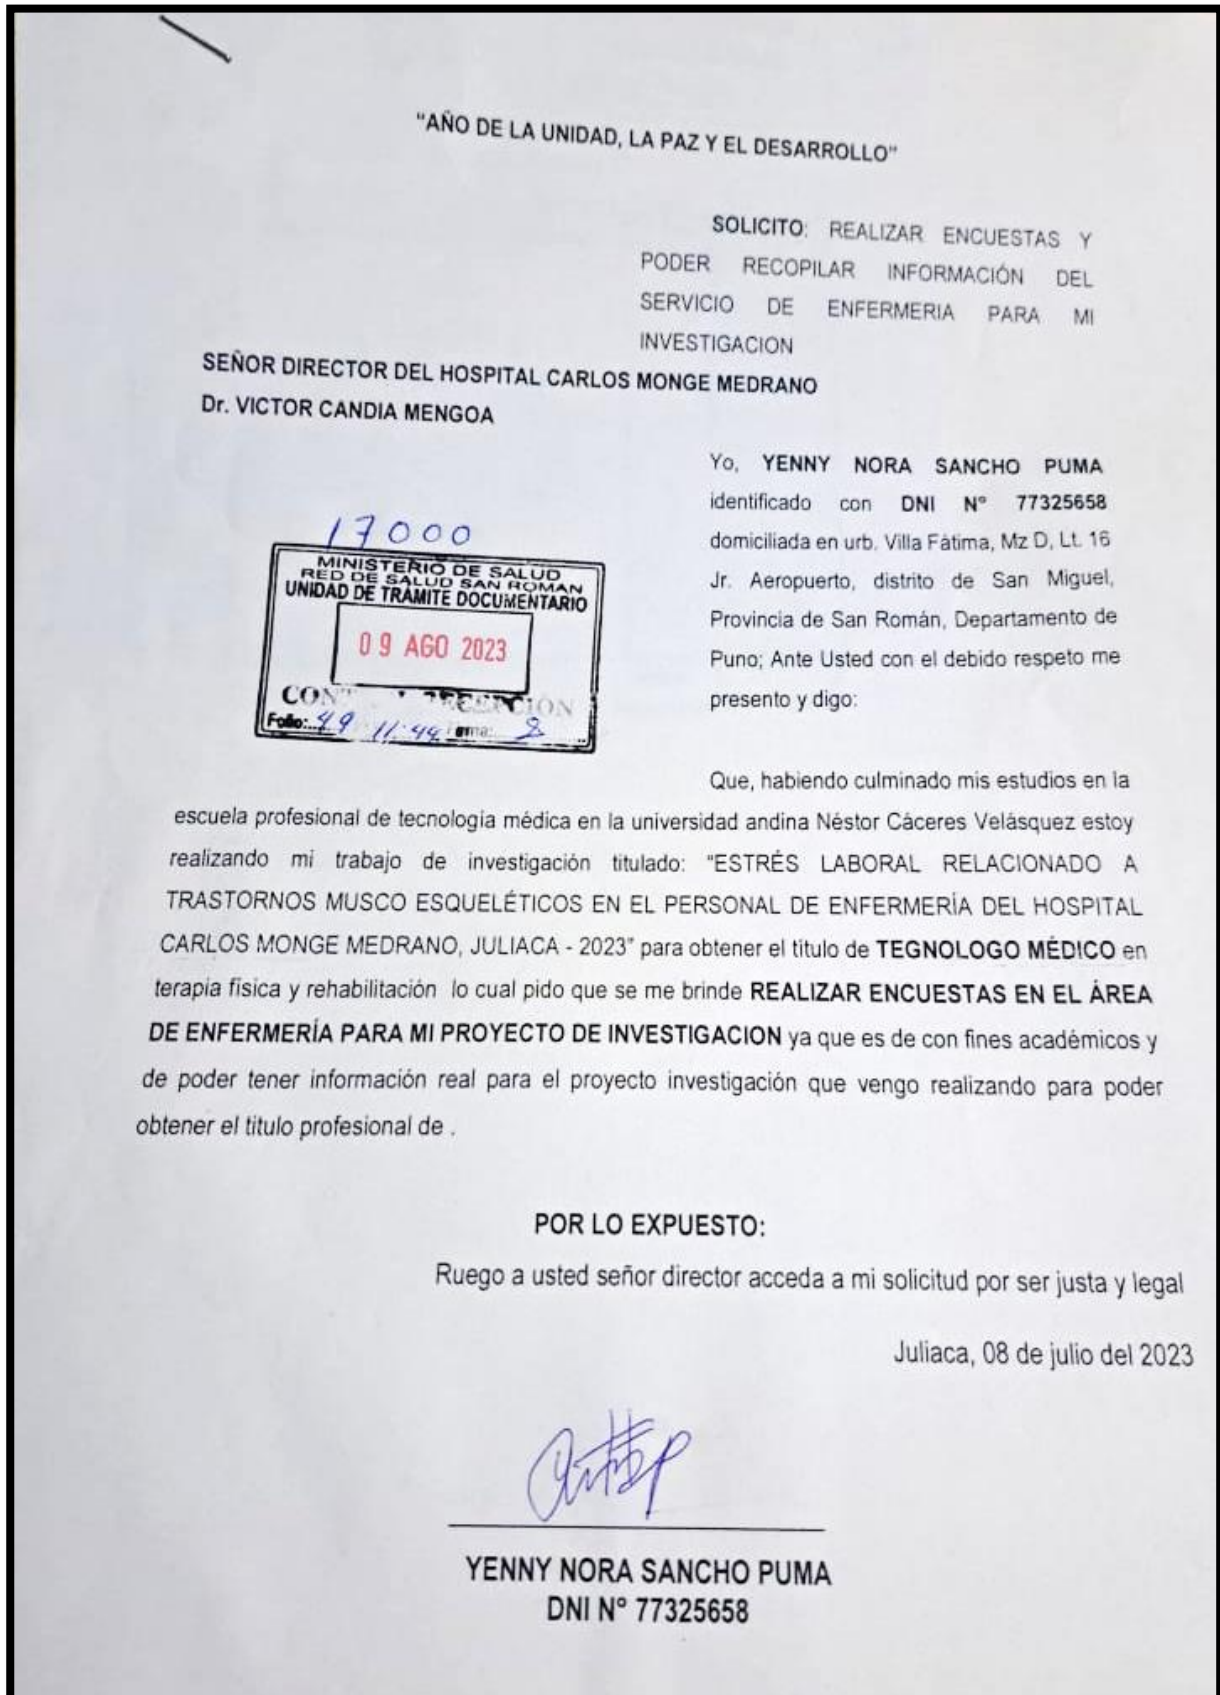 "AÑO DE LA UNIDAD, LA PAZ Y EL DESARROLLO"
SOLICITO: REALIZAR ENCUESTAS Y
PODER RECOPILAR INFORMACIÓN DEL
SERVICIO DE ENFERMERIA PARA MI
INVESTIGACION
SEÑOR DIRECTOR DEL HOSPITAL CARLOS MONGE MEDRANO
Dr. VICTOR CANDIA MENGOA
Yo, YENNY NORA SANCHO PUMA
identificado con DNI N° 77325658
domiciliada en urb. Villa Fátima, Mz D, Lt. 16
Jr. Aeropuerto, distrito de San Miguel,
Provincia de San Román, Departamento de
Puno; Ante Usted con el debido respeto me
presento y digo:
17000
MINISTERIO DE SALUD
RED DE SALUD SAN ROMAN
UNIDAD DE TRÁMITE DOCUMENTARIO
09 AGO 2023
Folio: 49 11:44
Que, habiendo culminado mis estudios en la
escuela profesional de tecnología médica en la universidad andina Néstor Cáceres Velásquez estoy
realizando mi trabajo de investigación titulado: "ESTRÉS LABORAL RELACIONADO A
TRASTORNOS MUSCO ESQUELÉTICOS EN EL PERSONAL DE ENFERMERÍA DEL HOSPITAL
CARLOS MONGE MEDRANO, JULIACA - 2023" para obtener el titulo de TEGNOLOGO MÉDICO en
terapia fisica y rehabilitación lo cual pido que se me brinde REALIZAR ENCUESTAS EN EL ÁREA
DE ENFERMERÍA PARA MI PROYECTO DE INVESTIGACION ya que es de con fines académicos y
de poder tener información real para el proyecto investigación que vengo realizando para poder
obtener el titulo profesional de .
POR LO EXPUESTO:
Ruego a usted señor director acceda a mi solicitud por ser justa y legal
Juliaca, 08 de julio del 2023
YENNY NORA SANCHO PUMA
DNI N° 77325658